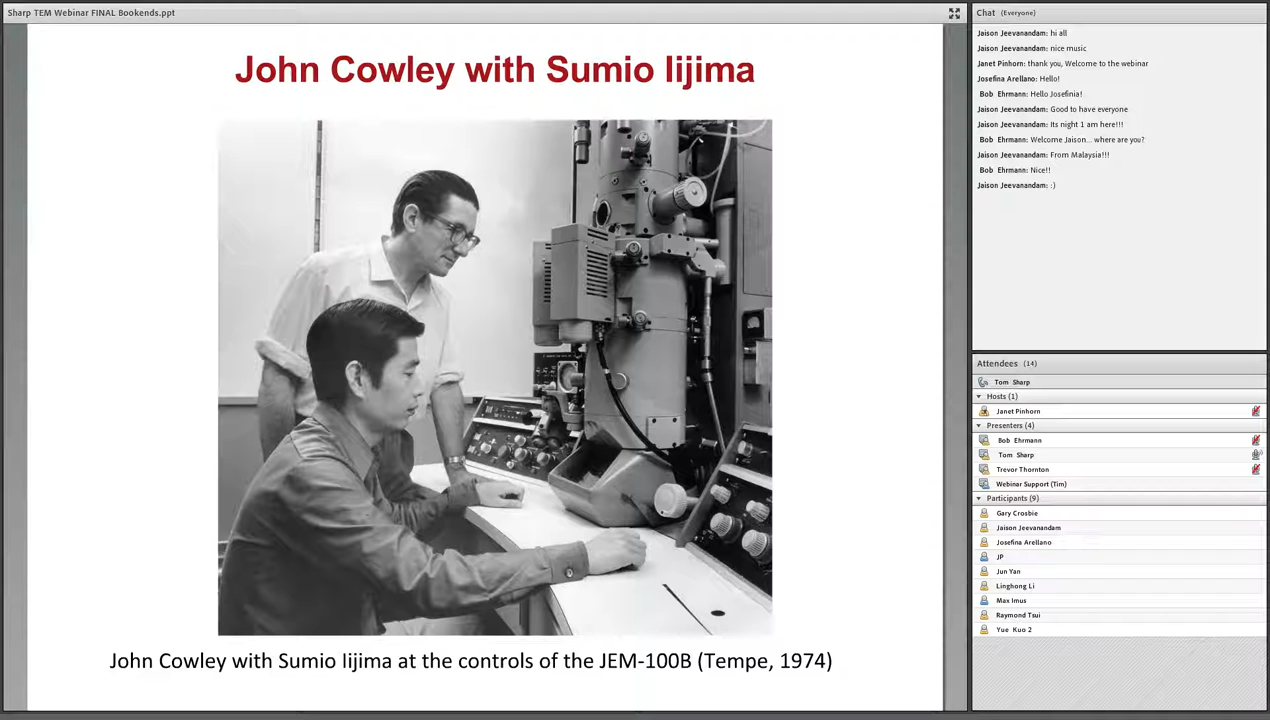 Sharp TEM Webinar FINAL Bookends.ppt
John Cowley with Sumio Iijima
John Cowley with Sumio Iijima at the controls of the JEM-100B (Tempe, 1974)
Chat (Everyone)
Jaison Jeevanandam: hi all
Jaison Jeevanandam: nice music
Janet Pinhorn: thank you, Welcome to the webinar
Josefina Arellano: Hello!
Bob Ehrmann: Hello Josefinia!
Jaison Jeevanandam: Good to have everyone
Jaison Jeevanandam: Its night 1 am here!!!
Bob Ehrmann: Welcome Jaison... where are you?
Jaison Jeevanandam: From Malaysia!!!
Bob Ehrmann: Nice!!
Jaison Jeevanandam: :)
Attendees (14)
Tom Sharp
Hosts (1)
Janet Pinhorn
Presenters (4)
Bob Ehrmann
Tom Sharp
Trevor Thornton
Webinar Support (Tim)
Participants (9)
Gary Crosbie
Jaison Jeevanandam
Josefina Arellano
JP
Jun Yan
Linghong Li
Max Imus
Raymond Tsui
Yue Kuo 2